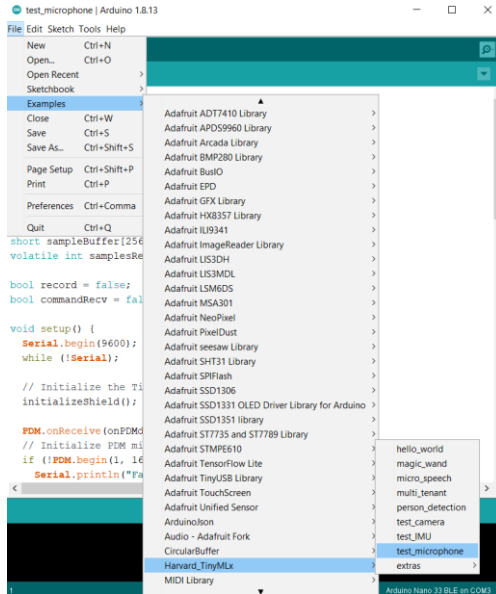 test_microphone | Arduino 1.8.13
File Edit Sketch Tools Help
New Ctrl+N
Open... Ctrl+O
Open Recent
Sketchbook
Examples
Close Ctrl+W
Save Ctrl+S
Save As... Ctrl+Shift+S
Page Setup Ctrl+Shift+P
Print Ctrl+P
Preferences Ctrl+Comma
Quit Ctrl+Q
short sampleBuffer[256
volatile int samplesRe
bool record = false;
bool commandRecv = fal
void setup() {
Serial.begin(9600);
while (!Serial);
// Initialize the Ti
initializeShield();
PDM.onReceive(onPDMd
// Initialize PDM mi
if (!PDM.begin(1, 16
Serial.println("Fa
Adafruit ADT7410 Library
Adafruit APDS9960 Library
Adafruit Arcada Library
Adafruit BMP280 Library
Adafruit BusIO
Adafruit EPD
Adafruit GFX Library
Adafruit HX8357 Library
Adafruit ILI9341
Adafruit ImageReader Library
Adafruit LIS3DH
Adafruit LIS3MDL
Adafruit LSM6DS
Adafruit MSA301
Adafruit NeoPixel
Adafruit PixelDust
Adafruit seesaw Library
Adafruit SHT31 Library
Adafruit SPIFlash
Adafruit SSD1306
Adafruit SSD1331 OLED Driver Library for Arduino
Adafruit SSD1351 library
Adafruit ST7735 and ST7789 Library
Adafruit STMPE610
Adafruit TensorFlow Lite
Adafruit TinyUSB Library
Adafruit TouchScreen
Adafruit Unified Sensor
ArduinoJson
Audio - Adafruit Fork
CircularBuffer
Harvard_TinyMLx
MIDI Library
hello_world
magic_wand
micro_speech
multi_tenant
person_detection
test_camera
test_IMU
test_microphone
extras
1
Arduino Nano 33 BLE on COM3